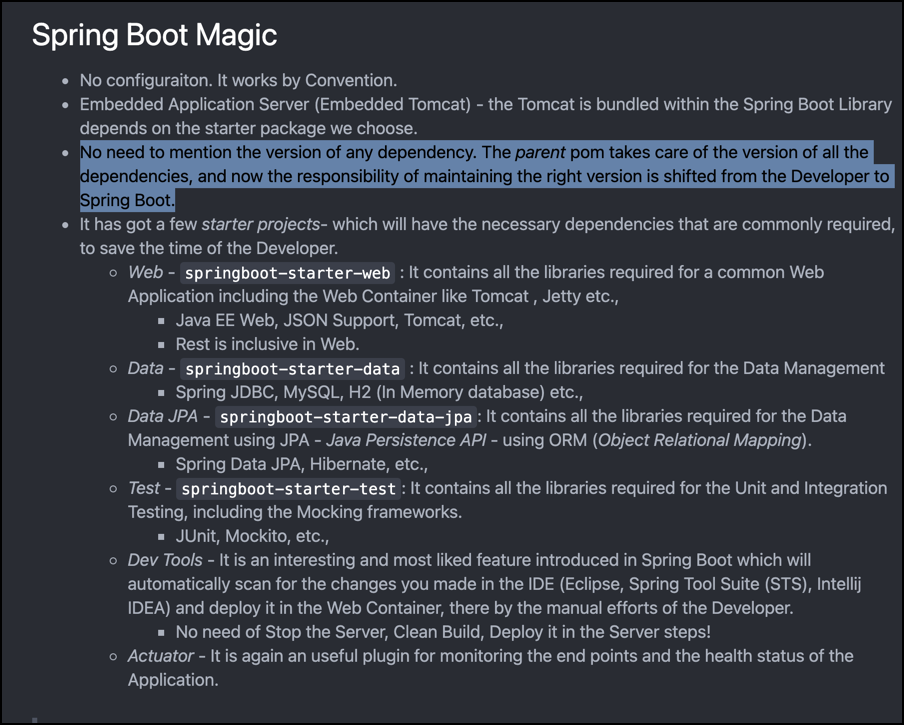 Spring Boot Magic
No configuraiton. It works by Convention.
Embedded Application Server (Embedded Tomcat) - the Tomcat is bundled within the Spring Boot Library
depends on the starter package we choose.
No need to mention the version of any dependency. The parent pom takes care of the version of all the
dependencies, and now the responsibility of maintaining the right version is shifted from the Developer to
Spring Boot.
It has got a few starter projects- which will have the necessary dependencies that are commonly required,
to save the time of the Developer.
Web - springboot-starter-web : It contains all the libraries required for a common Web
Application including the Web Container like Tomcat , Jetty etc.,
Java EE Web, JSON Support, Tomcat, etc.,
Rest is inclusive in Web.
Data - springboot-starter-data : It contains all the libraries required for the Data Management
Spring JDBC, MySQL, H2 (In Memory database) etc.,
Data JPA - springboot-starter-data-jpa : It contains all the libraries required for the Data
Management using JPA - Java Persistence API - using ORM (Object Relational Mapping).
Spring Data JPA, Hibernate, etc.,
Test - springboot-starter-test : It contains all the libraries required for the Unit and Integration
Testing, including the Mocking frameworks.
JUnit, Mockito, etc.,
Dev Tools - It is an interesting and most liked feature introduced in Spring Boot which will
automatically scan for the changes you made in the IDE (Eclipse, Spring Tool Suite (STS), Intellij
IDEA) and deploy it in the Web Container, there by the manual efforts of the Developer.
No need of Stop the Server, Clean Build, Deploy it in the Server steps!
Actuator - It is again an useful plugin for monitoring the end points and the health status of the
Application.